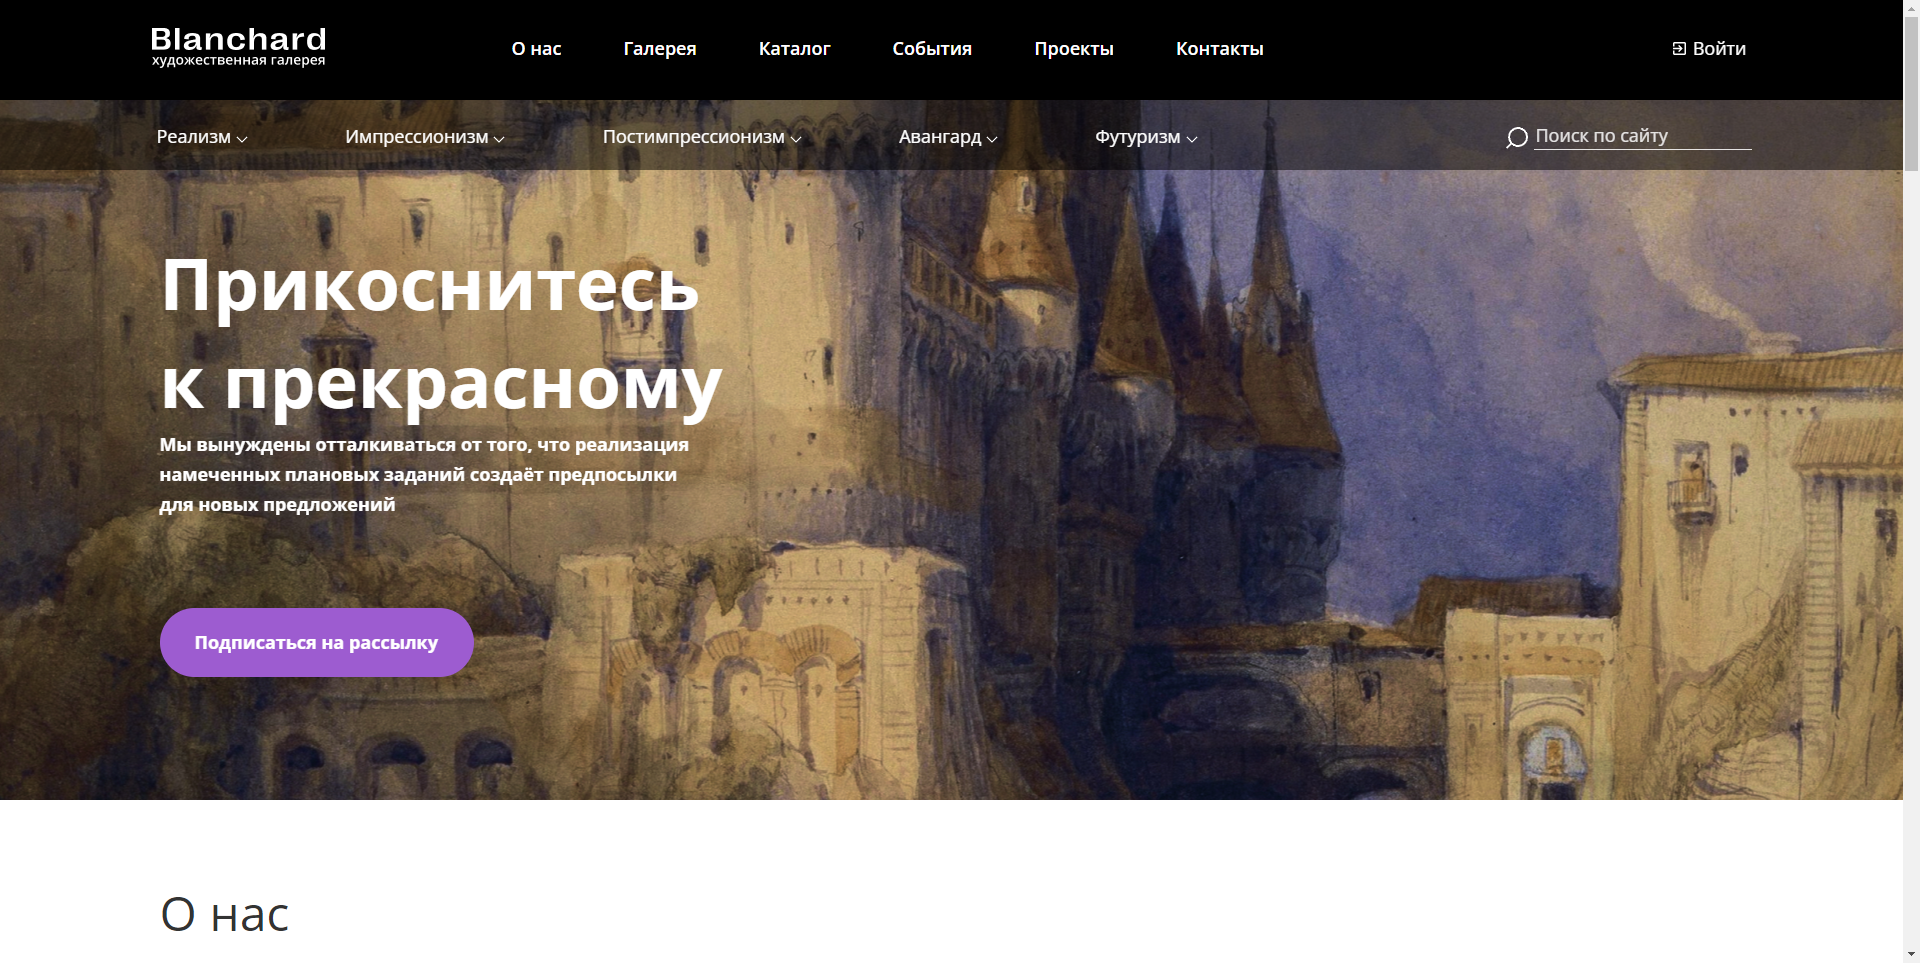 Blanchard
художественная галерея
О нас
Галерея
Каталог
События
Проекты
Контакты
Войти
Реализм
Импрессионизм
Постимпрессионизм
Авангард
Футуризм
Поиск по сайту
Прикоснитесь
к прекрасному
Мы вынуждены отталкиваться от того, что реализация
намеченных плановых заданий создаёт предпосылки
для новых предложений
Подписаться на рассылку
О нас